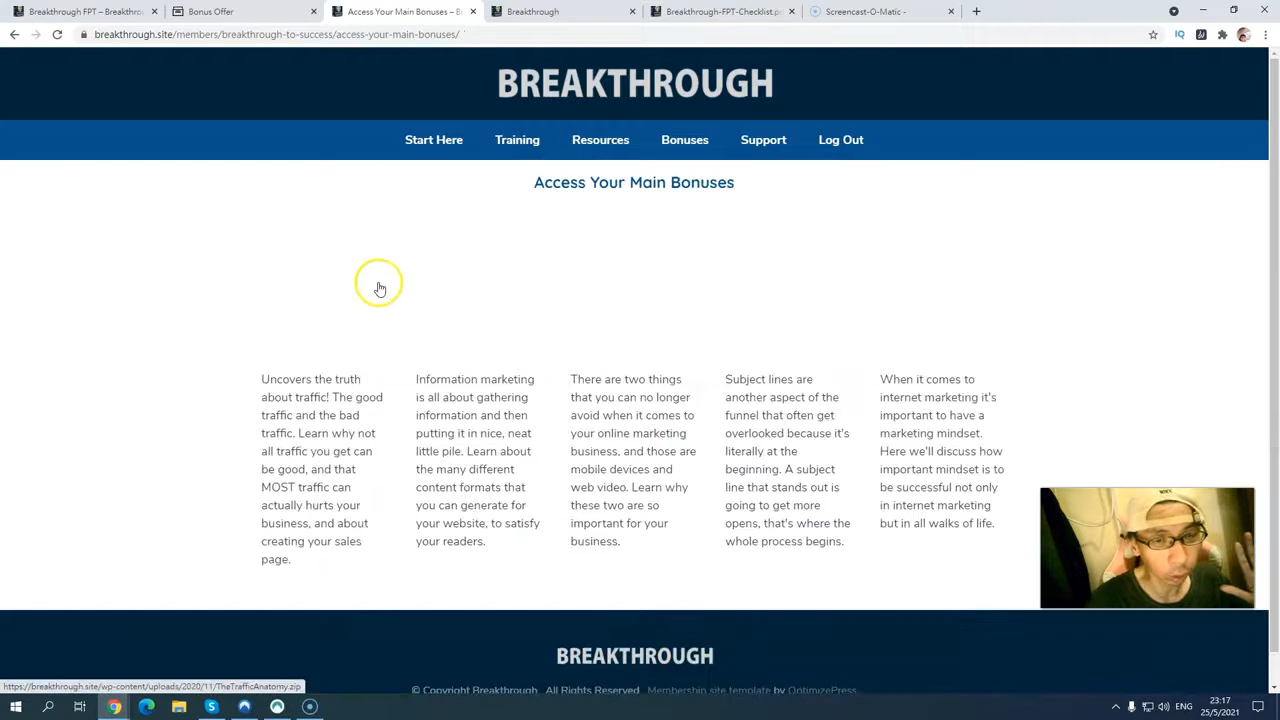 Breakthrough FPT – Breakthrou
Bonus Offer
Access Your Main Bonuses – B
Breakthrough
Breakthrough-FPT-Checklist.p
Screencast-O-Matic -
breakthrough.site/members/breakthrough-to-success/access-your-main-bonuses/
BREAKTHROUGH
Start Here Training Resources Bonuses Support Log Out
Access Your Main Bonuses
Uncovers the truth
about traffic! The good
traffic and the bad
traffic. Learn why not
all traffic you get can
be good, and that
MOST traffic can
actually hurts your
business, and about
creating your sales
page.
Information marketing
is all about gathering
information and then
putting it in nice, neat
little pile. Learn about
the many different
content formats that
you can generate for
your website, to satisfy
your readers.
There are two things
that you can no longer
avoid when it comes to
your online marketing
business, and those are
mobile devices and
web video. Learn why
these two are so
important for your
business.
Subject lines are
another aspect of the
funnel that often get
overlooked because it's
literally at the
beginning. A subject
line that stands out is
going to get more
opens, that's where the
whole process begins.
When it comes to
internet marketing it's
important to have a
marketing mindset.
Here we'll discuss how
important mindset is to
be successful not only
in internet marketing
but in all walks of life.
BREAKTHROUGH
© Copyright Breakthrough All Rights Reserved Membership site template by OptimizePress.
https://breakthrough.site/wp-content/uploads/2020/11/TheTrafficAnatomy.zip
ENG
23:17
25/5/2021